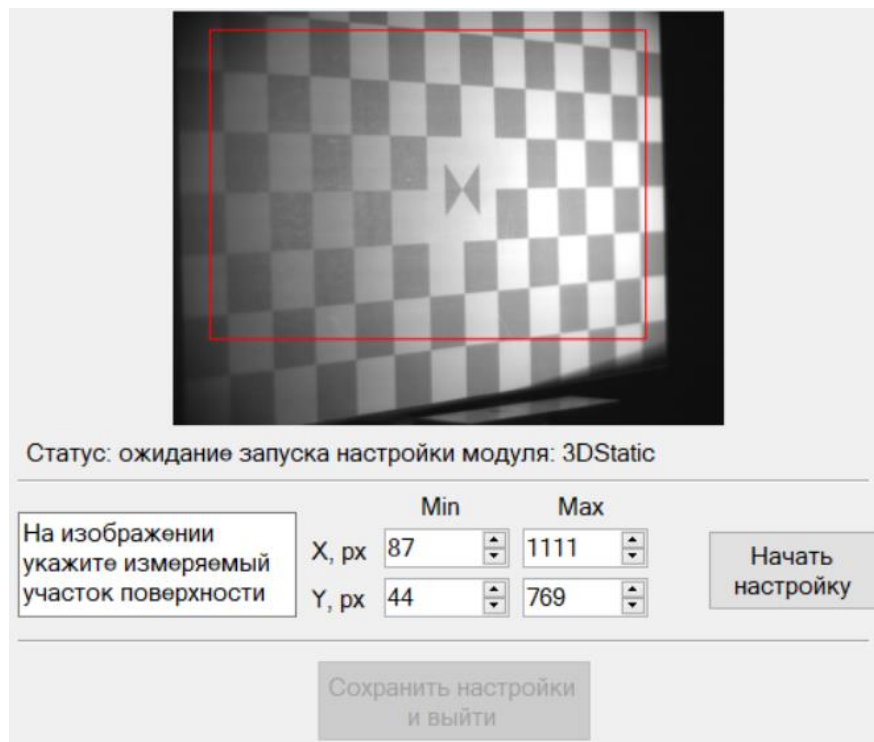 Статус: ожидание запуска настройки модуля: 3DStatic
Min Max
На изображении
укажите измеряемый
участок поверхности
X, px 87 1111
Y, px 44 769
Начать
настройку
Сохранить настройки
и выйти